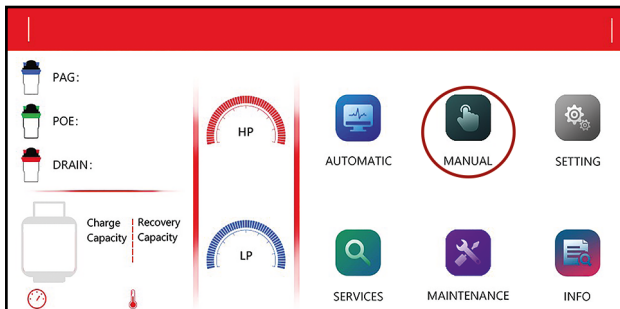 PAG:
POE:
DRAIN:
Charge Capacity
Recovery Capacity
HP
LP
AUTOMATIC
MANUAL
SETTING
SERVICES
MAINTENANCE
INFO